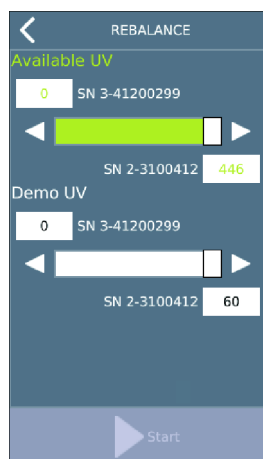 REBALANCE
Available UV
0 SN 3-41200299
SN 2-3100412 446
Demo UV
0 SN 3-41200299
SN 2-3100412 60
Start